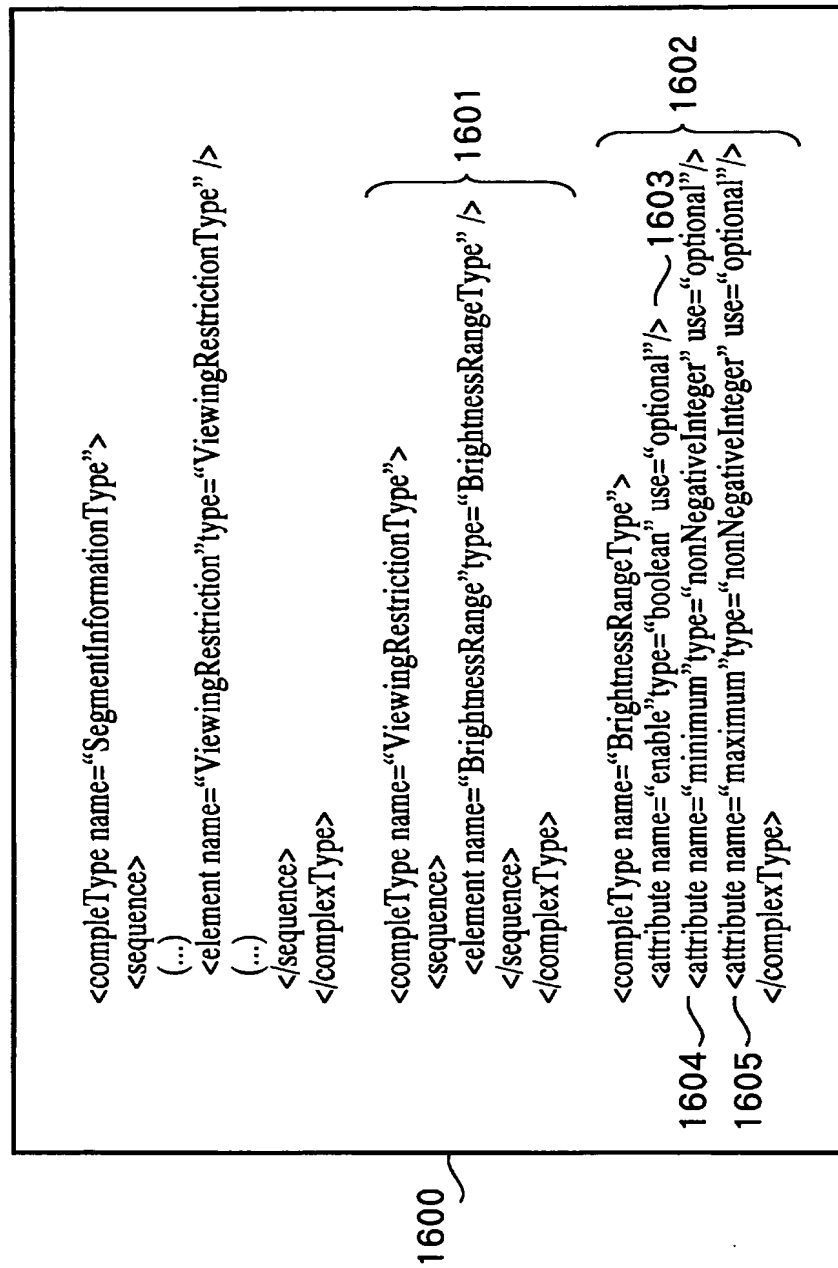 1600
<compleType name=“SegmentInformationType”>
<sequence>
(...)
<element name=“ViewingRestriction”type=“ViewingRestrictionType” />
(...)
</sequence>
</complexType>
<compleType name=“ViewingRestrictionType”>
<sequence>
<element name=“BrightnessRange”type=“BrightnessRangeType” />
</sequence>
</complexType>
1601
<compleType name=“BrightnessRangeType”>
<attribute name=“enable”type=“boolean” use=“optional”/> 1603
1604 <attribute name=“minimum”type=“nonNegativeInteger” use=“optional”/>
1605 <attribute name=“maximum”type=“nonNegativeInteger” use=“optional”/>
</complexType>
1602